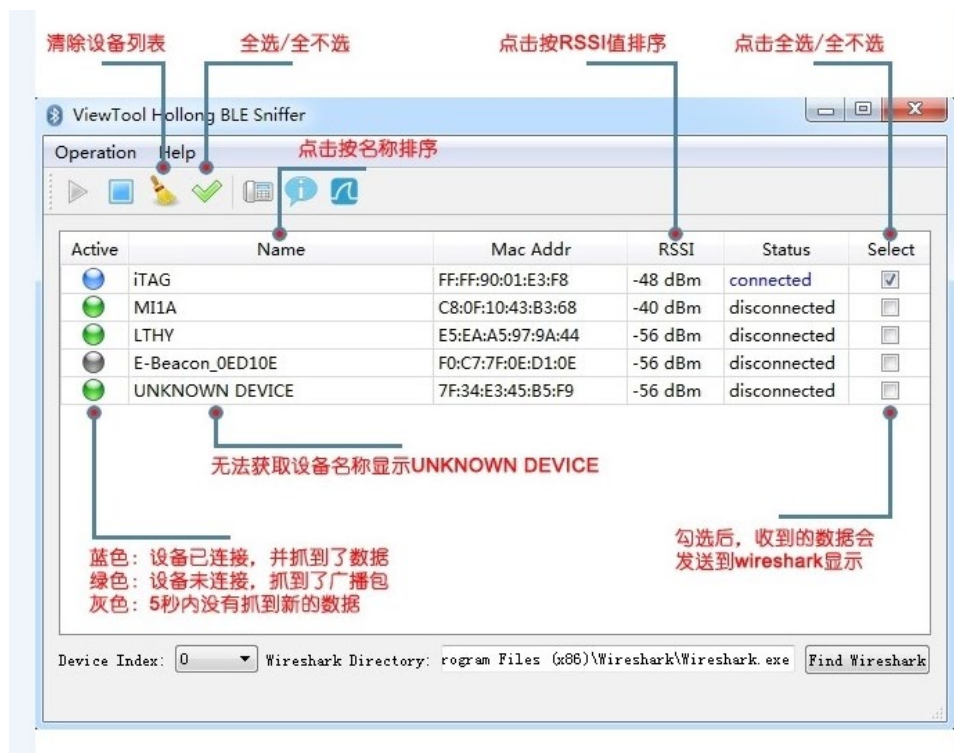 清除设备列表 全选/全不选 点击按RSSI值排序 点击全选/全不选
ViewTool Hollong BLE Sniffer
Operation Help
点击按名称排序
Active Name Mac Addr RSSI Status Select
iTAG FF:FF:90:01:E3:F8 -48 dBm connected
MI1A C8:0F:10:43:B3:68 -40 dBm disconnected
LTHY E5:EA:A5:97:9A:44 -56 dBm disconnected
E-Beacon_0ED10E F0:C7:7F:0E:D1:0E -56 dBm disconnected
UNKNOWN DEVICE 7F:34:E3:45:B5:F9 -56 dBm disconnected
无法获取设备名称显示UNKNOWN DEVICE
蓝色：设备已连接，并抓到了数据
绿色：设备未连接，抓到了广播包
灰色：5秒内没有抓到新的数据
勾选后，收到的数据会
发送到wireshark显示
Device Index: 0 Wireshark Directory: rogram Files (x86)\Wireshark\Wireshark.exe Find Wireshark